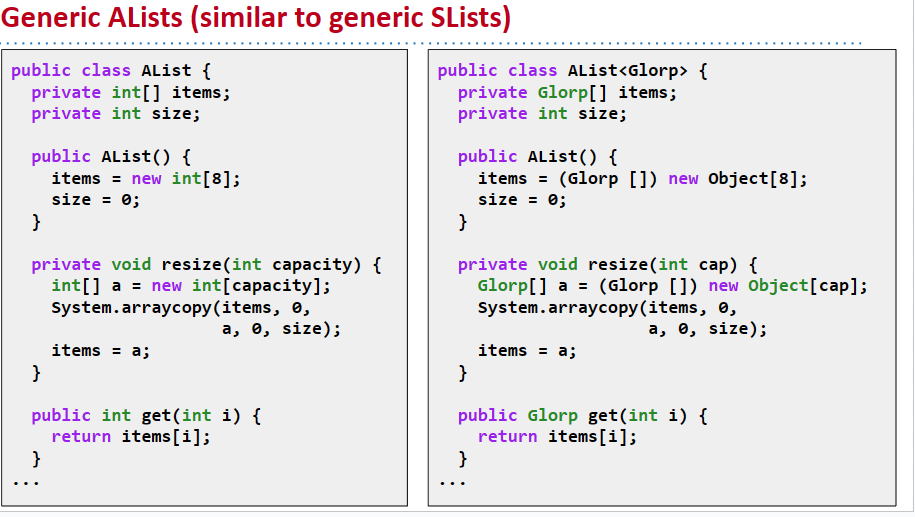 Generic ALists (similar to generic SLists)
public class AList {
  private int[] items;
  private int size;

  public AList() {
    items = new int[8];
    size = 0;
  }

  private void resize(int capacity) {
    int[] a = new int[capacity];
    System.arraycopy(items, 0,
                     a, 0, size);
    items = a;
  }

  public int get(int i) {
    return items[i];
  }
...
public class AList<Glorp> {
  private Glorp[] items;
  private int size;

  public AList() {
    items = (Glorp []) new Object[8];
    size = 0;
  }

  private void resize(int cap) {
    Glorp[] a = (Glorp []) new Object[cap];
    System.arraycopy(items, 0,
                     a, 0, size);
    items = a;
  }

  public Glorp get(int i) {
    return items[i];
  }
...